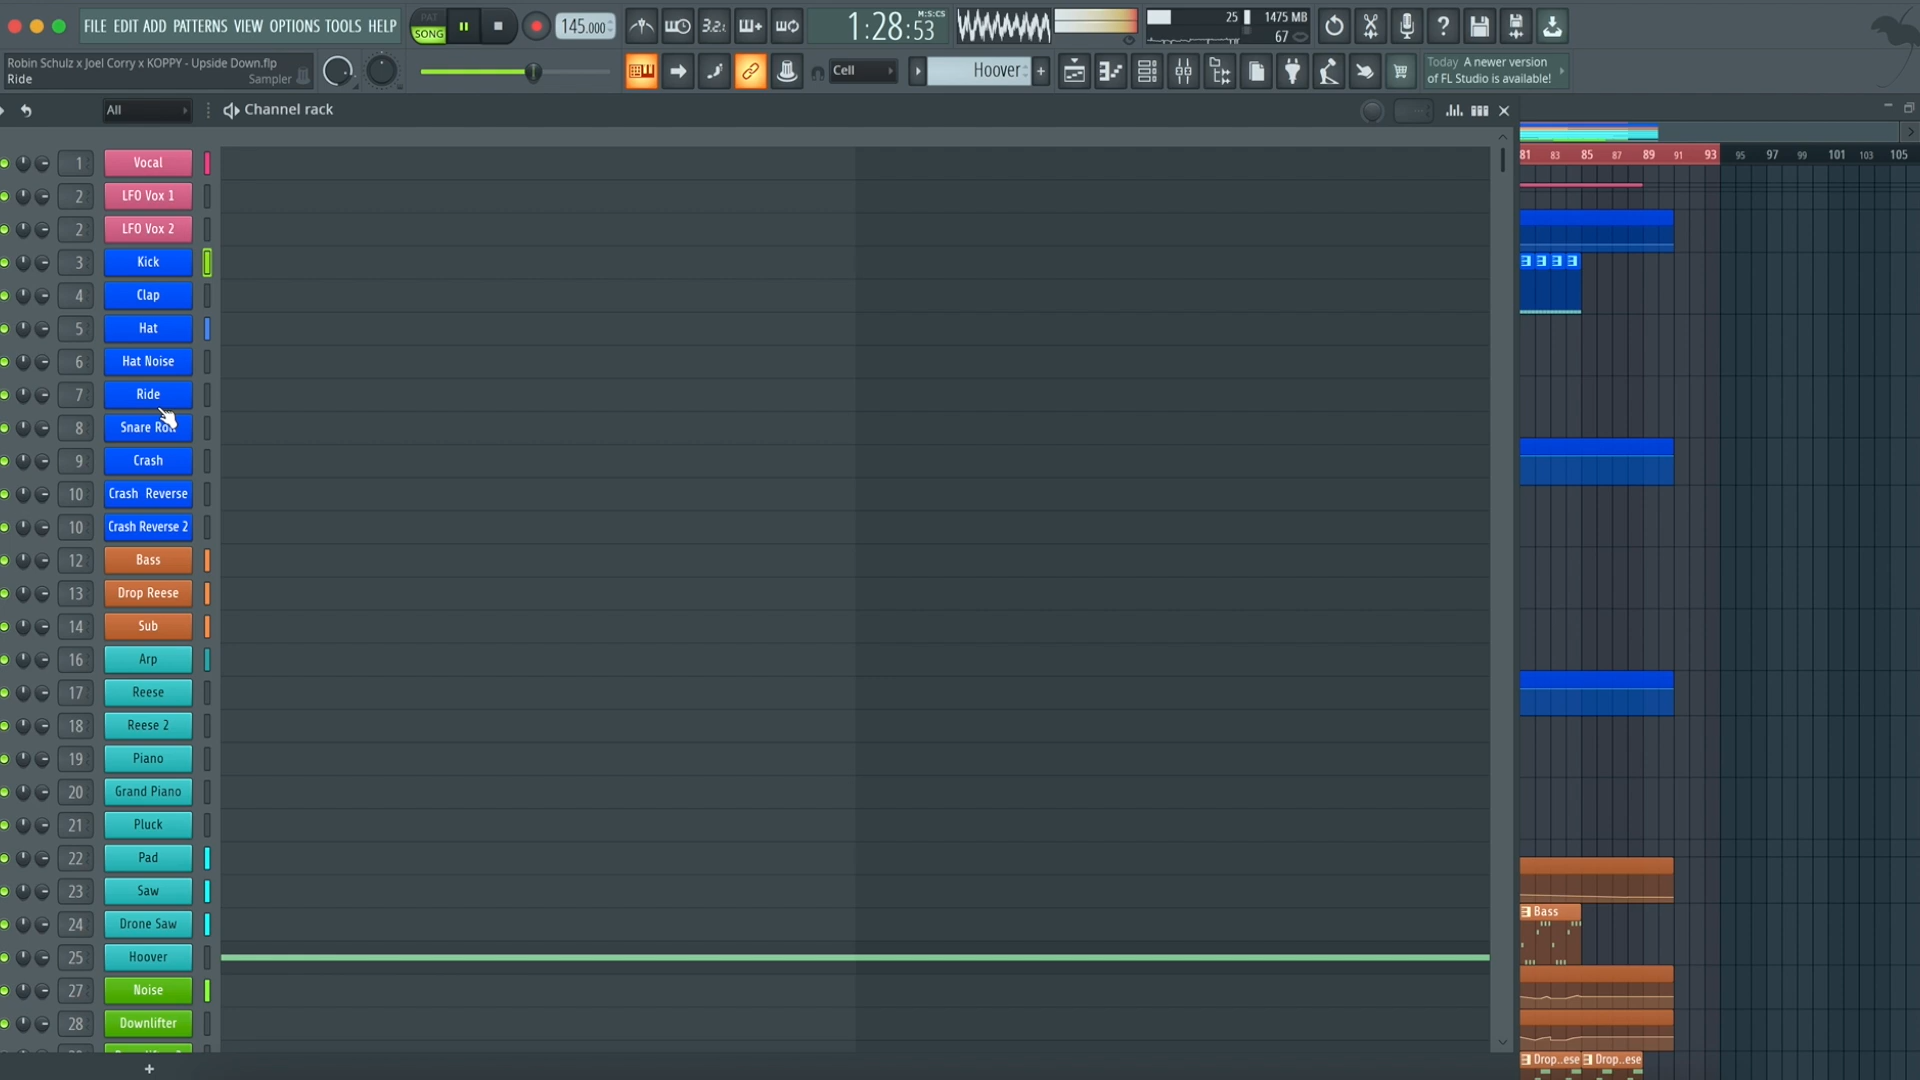 FILE EDIT ADD PATTERNS VIEW OPTIONS TOOLS HELP
PAT
SONG
145.000
3.2.
1:28:53
M:S:CS
25
1475 MB
67
Robin Schulz x Joel Corry x KOPPY - Upside Down.flp
Ride
Sampler
Cell
Hoover
+
Today A newer version
of FL Studio is available!
All
Channel rack
81 83 85 87 89 91 93 95 97 99 101 103 105
1 Vocal
2 LFO Vox 1
2 LFO Vox 2
3 Kick
4 Clap
5 Hat
6 Hat Noise
7 Ride
8 Snare
9 Crash
10 Crash Reverse
10 Crash Reverse 2
12 Bass
13 Drop Reese
14 Sub
16 Arp
17 Reese
18 Reese 2
19 Piano
20 Grand Piano
21 Pluck
22 Pad
23 Saw
24 Drone Saw
25 Hoover
27 Noise
28 Downlifter
+
Bass
Drop..ese Drop..ese